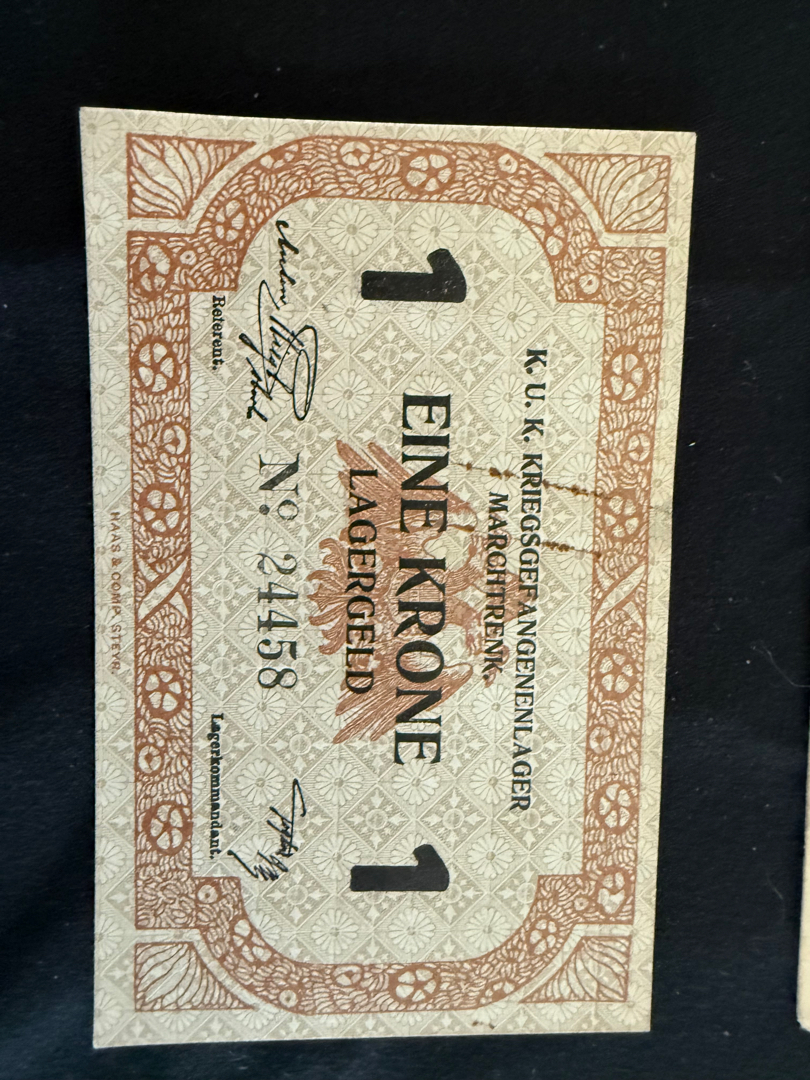 K. U. K. KRIEGSGEFANGENENLAGER
MARCHTRENK.
1 EINE KRONE 1
LAGERGELD
Nº. 24458
Referent. Lagerkommandant.
HAAS & COMP. STEYR.